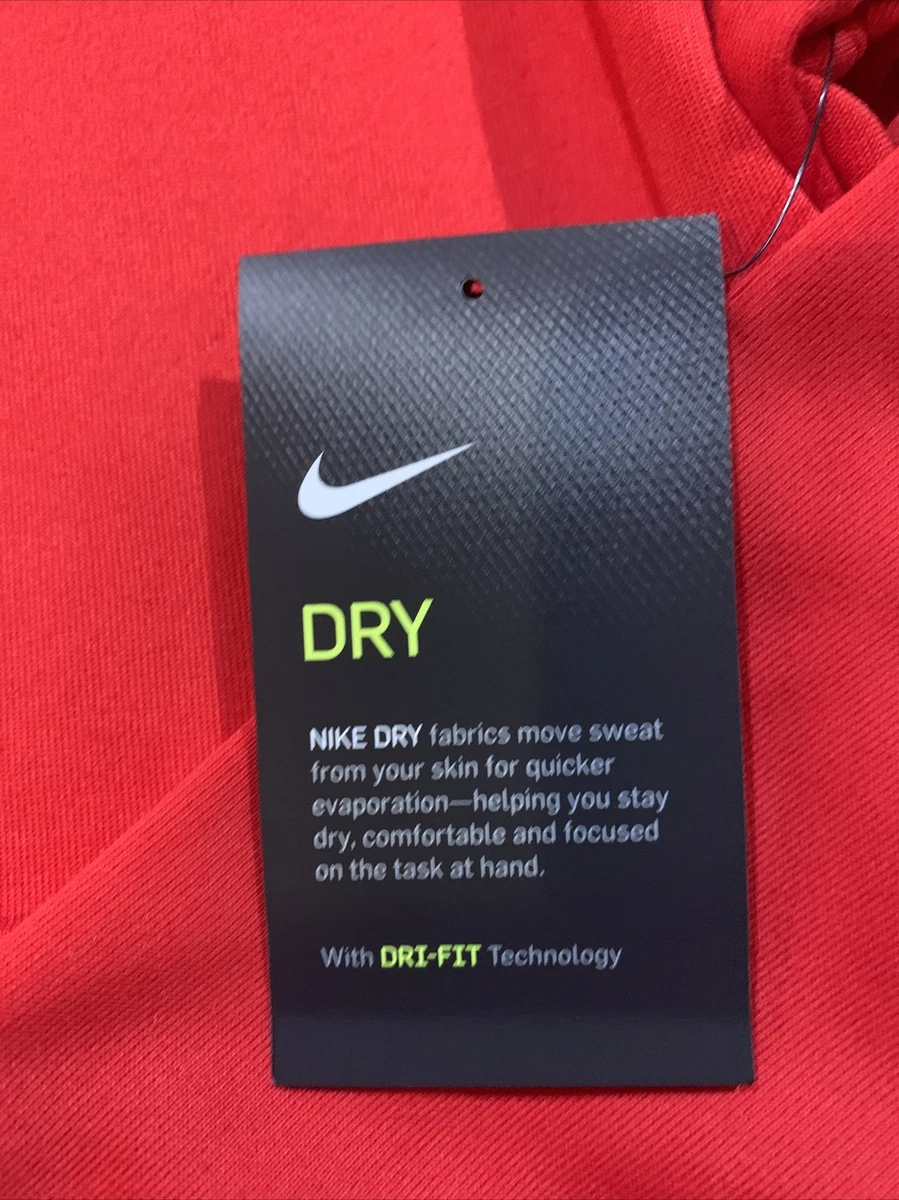 DRY
NIKE DRY fabrics move sweat
from your skin for quicker
evaporation—helping you stay
dry, comfortable and focused
on the task at hand.
With DRI-FIT Technology